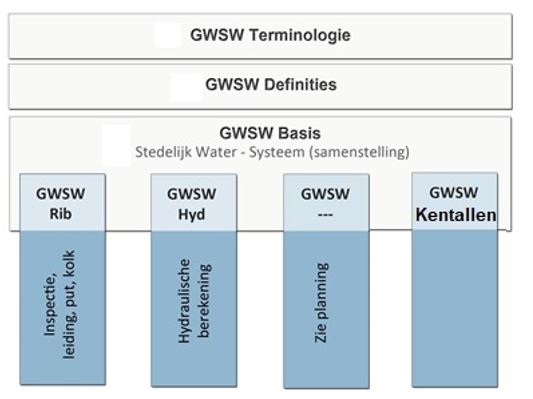 GWSW Terminologie
GWSW Definities
GWSW Basis
Stedelijk Water - Systeem (samenstelling)
GWSW
Rib
Inspectie,
leiding, put, kolk
GWSW
Hyd
Hydraulische
berekening
GWSW
---
Zie planning
GWSW
Kentallen